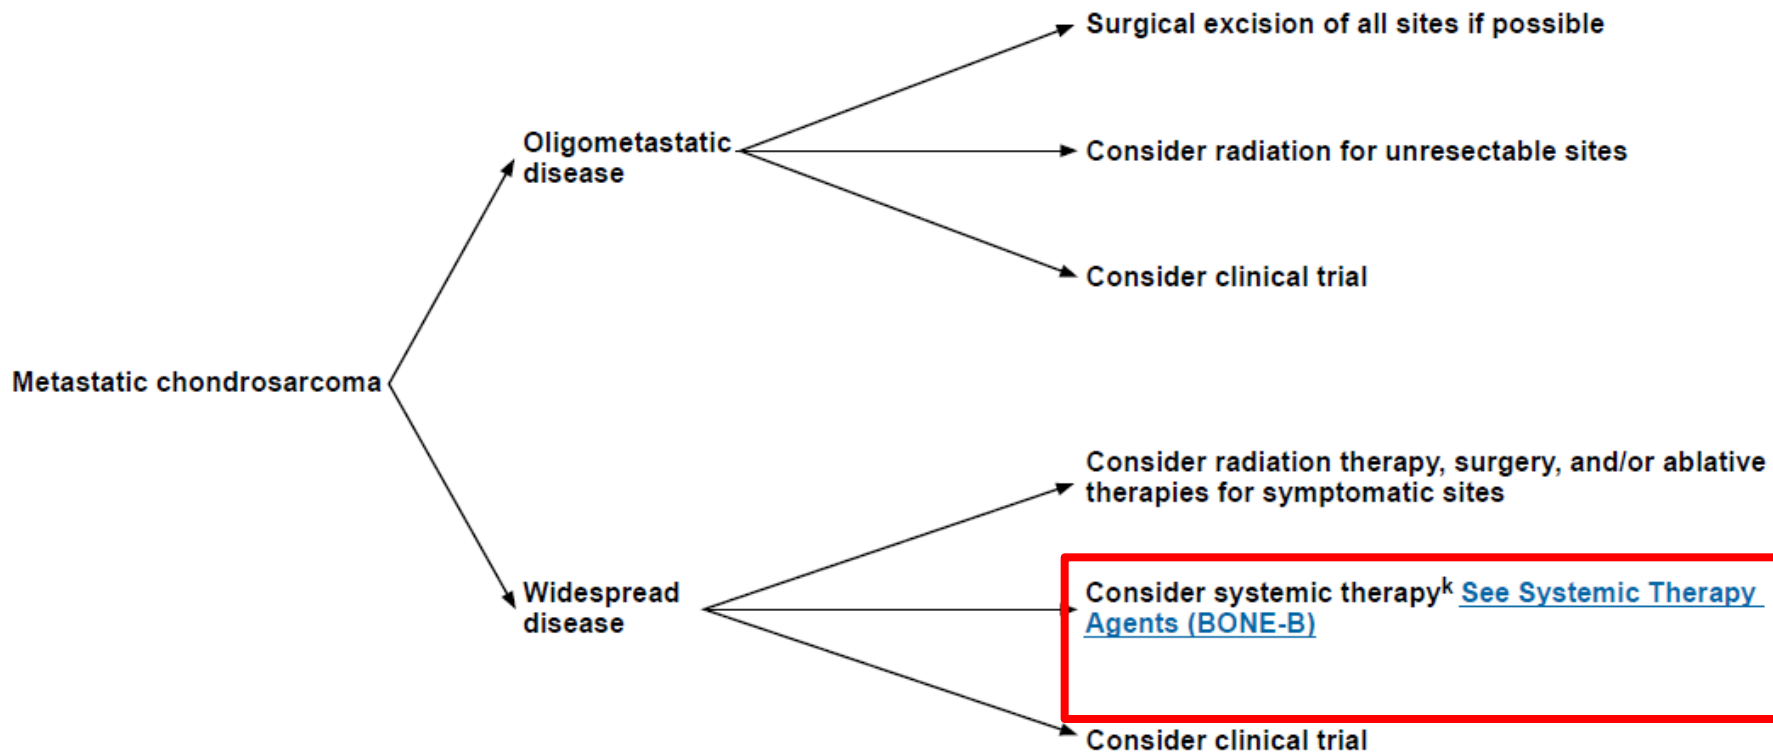 Surgical excision of all sites if possible
Oligometastatic
disease
Consider radiation for unresectable sites
Consider clinical trial
Metastatic chondrosarcoma
Consider radiation therapy, surgery, and/or ablative
therapies for symptomatic sites
Widespread
disease
Consider systemic therapyᵏ See Systemic Therapy
Agents (BONE-B)
Consider clinical trial